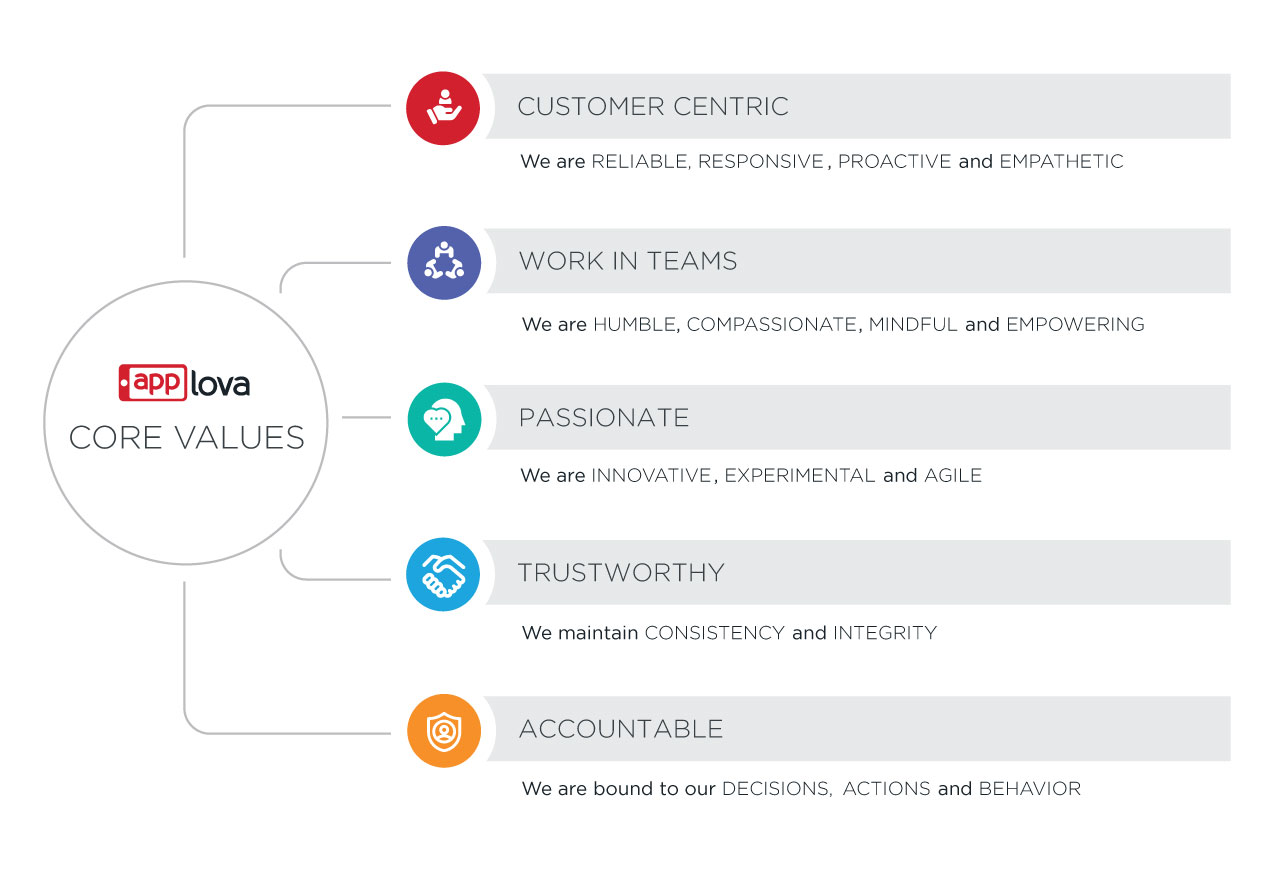 CUSTOMER CENTRIC
We are RELIABLE, RESPONSIVE, PROACTIVE and EMPATHETIC
WORK IN TEAMS
We are HUMBLE, COMPASSIONATE, MINDFUL and EMPOWERING
applova
CORE VALUES
PASSIONATE
We are INNOVATIVE, EXPERIMENTAL and AGILE
TRUSTWORTHY
We maintain CONSISTENCY and INTEGRITY
ACCOUNTABLE
We are bound to our DECISIONS, ACTIONS and BEHAVIOR